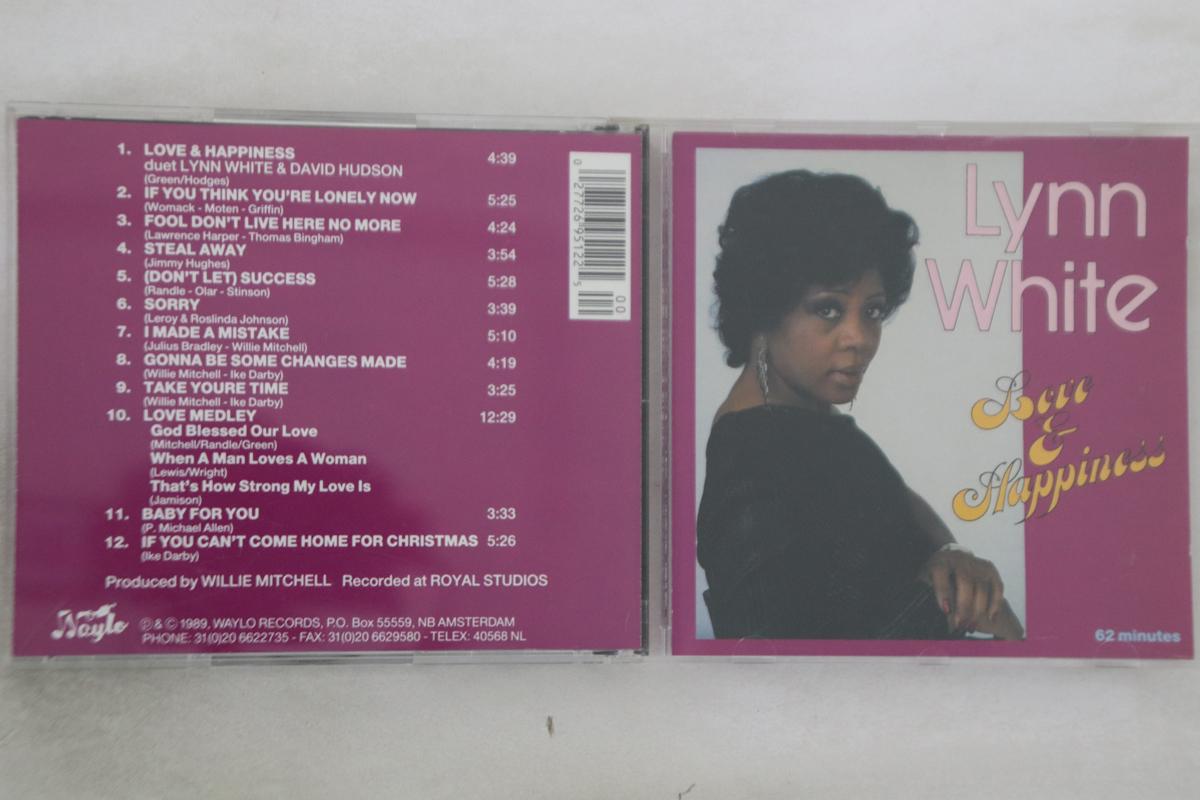 1. LOVE & HAPPINESS 4:39
duet LYNN WHITE & DAVID HUDSON
(Green/Hodges)
2. IF YOU THINK YOU'RE LONELY NOW 5:25
(Womack - Moten - Griffin)
3. FOOL DON'T LIVE HERE NO MORE 4:24
(Lawrence Harper - Thomas Bingham)
4. STEAL AWAY 3:54
(Jimmy Hughes)
5. (DON'T LET) SUCCESS 5:28
(Randle - Olar - Stinson)
6. SORRY 3:39
(Leroy & Roslinda Johnson)
7. I MADE A MISTAKE 5:10
(Julius Bradley - Willie Mitchell)
8. GONNA BE SOME CHANGES MADE 4:19
(Willie Mitchell - Ike Darby)
9. TAKE YOURE TIME 3:25
(Willie Mitchell - Ike Darby)
10. LOVE MEDLEY 12:29
God Blessed Our Love
(Mitchell/Randle/Green)
When A Man Loves A Woman
(Lewis/Wright)
That's How Strong My Love Is
(Jamison)
11. BABY FOR YOU 3:33
(P. Michael Allen)
12. IF YOU CAN'T COME HOME FOR CHRISTMAS 5:26
(Ike Darby)
Produced by WILLIE MITCHELL Recorded at ROYAL STUDIOS
Waylo
℗ & © 1989, WAYLO RECORDS, P.O. Box 55559, NB AMSTERDAM
PHONE: 31(0)20 6622735 - FAX: 31(0)20 6629580 - TELEX: 40568 NL
0 27726 95122 5
00
Lynn
White
Love
&
Happiness
62 minutes